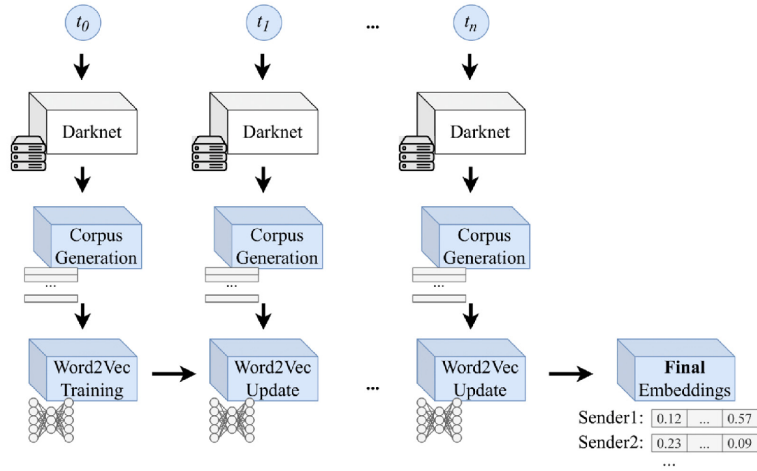 t0 t1 ... tn
Darknet Darknet Darknet
Corpus Corpus Corpus
Generation Generation Generation
... ... ...
Word2Vec Word2Vec Word2Vec Final
Training Update ... Update Embeddings
Sender1: 0.12 ... 0.57
Sender2: 0.23 ... 0.09
...